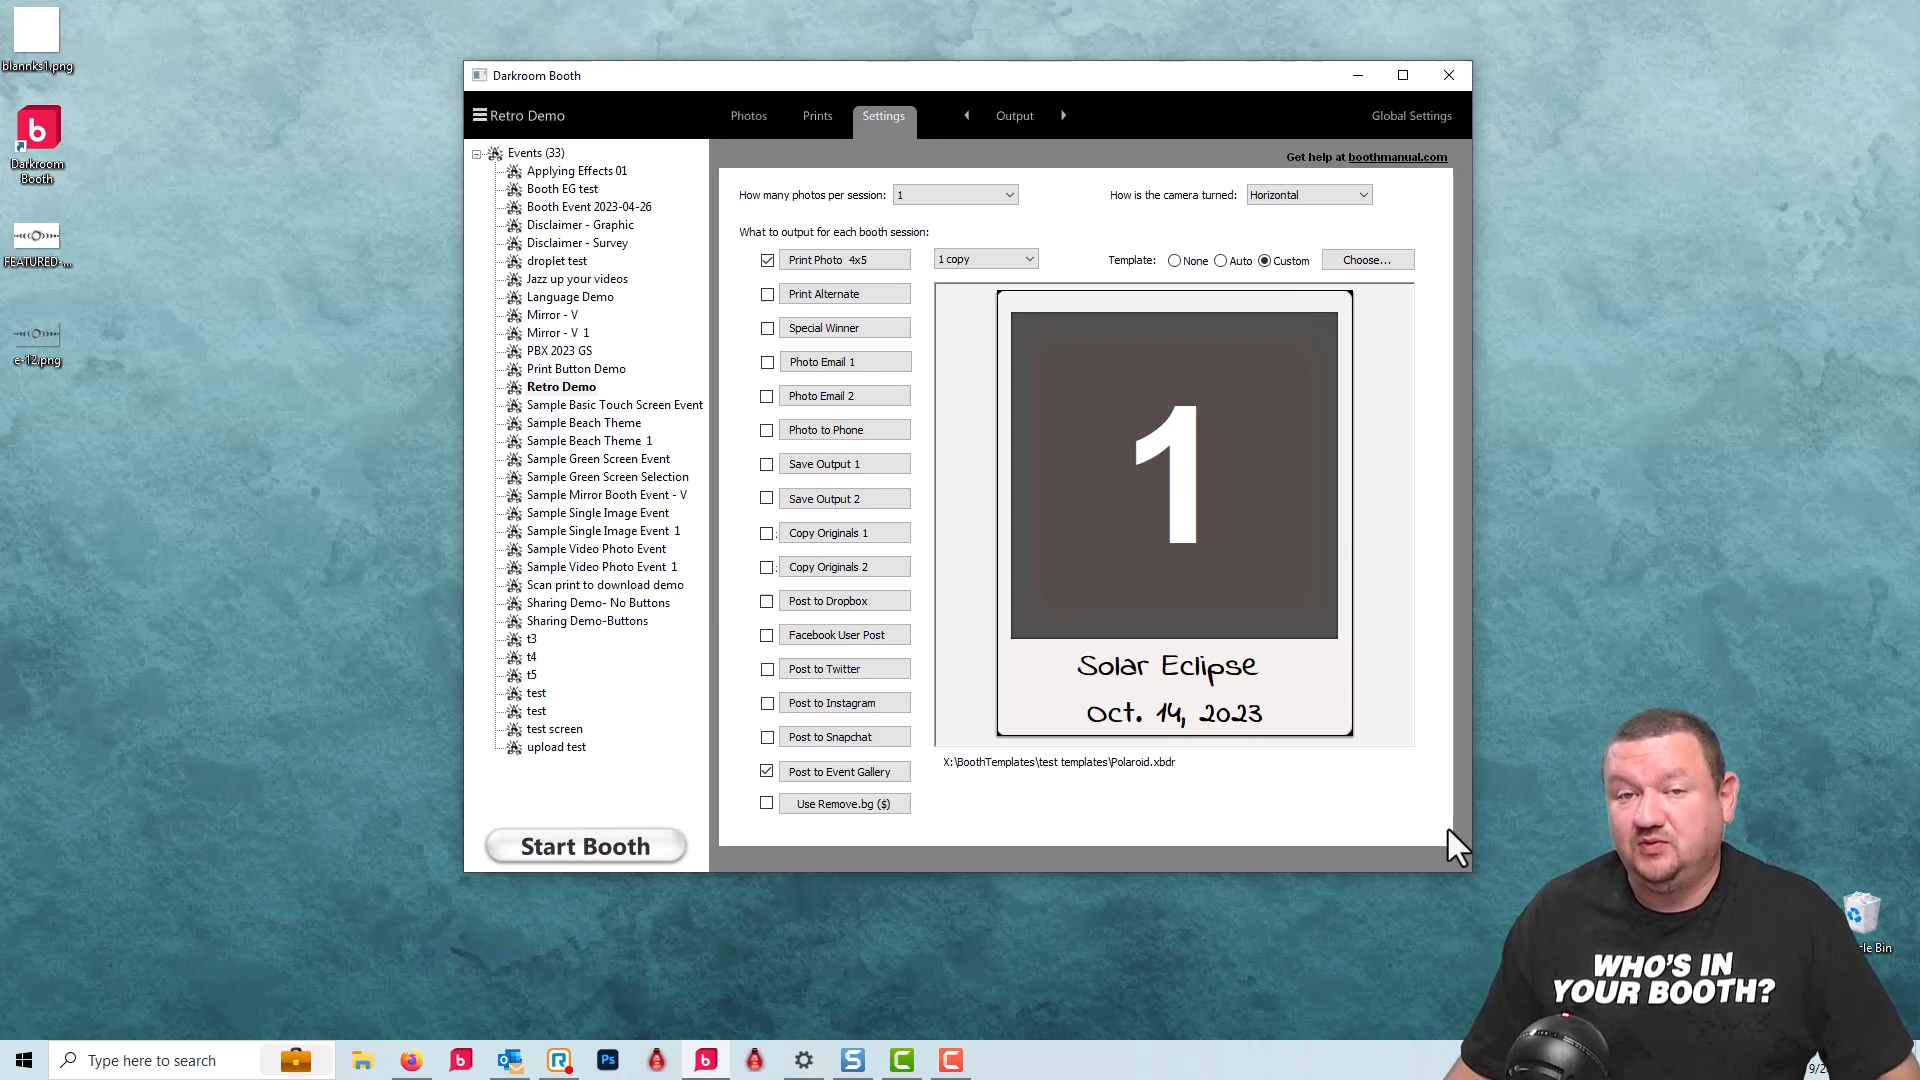 blannks1.png
b
Darkroom
Booth
FEATURED-...
e-12.png
Darkroom Booth
Retro Demo
Photos
Prints
Settings
Output
Global Settings
Get help at boothmanual.com
Events (33)
Applying Effects 01
Booth EG test
Booth Event 2023-04-26
Disclaimer - Graphic
Disclaimer - Survey
droplet test
Jazz up your videos
Language Demo
Mirror - V
Mirror - V 1
PBX 2023 GS
Print Button Demo
Retro Demo
Sample Basic Touch Screen Event
Sample Beach Theme
Sample Beach Theme 1
Sample Green Screen Event
Sample Green Screen Selection
Sample Mirror Booth Event - V
Sample Single Image Event
Sample Single Image Event 1
Sample Video Photo Event
Sample Video Photo Event 1
Scan print to download demo
Sharing Demo- No Buttons
Sharing Demo-Buttons
t3
t4
t5
test
test
test screen
upload test
Start Booth
How many photos per session: 1
How is the camera turned: Horizontal
What to output for each booth session:
Print Photo 4x5
1 copy
Template: None Auto Custom
Choose...
Print Alternate
Special Winner
Photo Email 1
Photo Email 2
Photo to Phone
Save Output 1
Save Output 2
Copy Originals 1
Copy Originals 2
Post to Dropbox
Facebook User Post
Post to Twitter
Post to Instagram
Post to Snapchat
Post to Event Gallery
Use Remove.bg ($)
1
Solar Eclipse
Oct. 14, 2023
X:\BoothTemplates\test templates\Polaroid.xbdr
WHO'S IN
YOUR BOOTH?
Bin
Type here to search
b
R
Ps
b
S
C
C